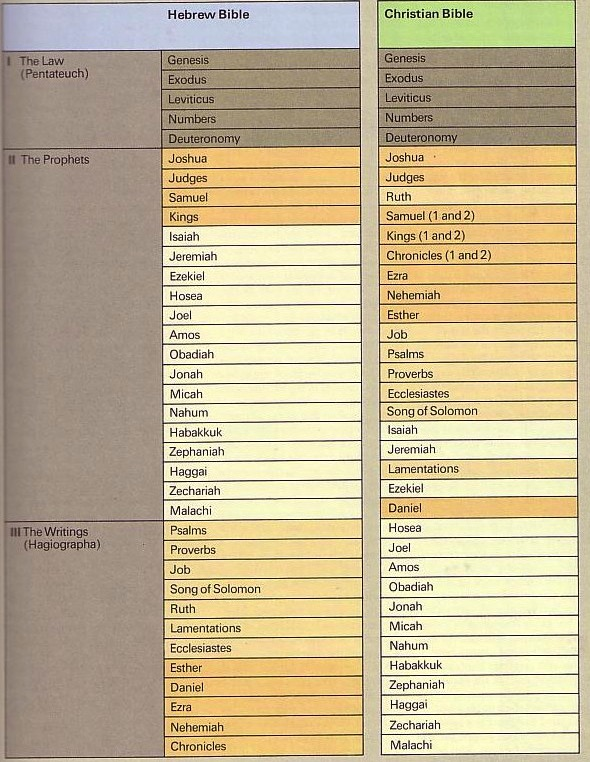 Hebrew Bible
I The Law
(Pentateuch)
Genesis
Exodus
Leviticus
Numbers
Deuteronomy
II The Prophets
Joshua
Judges
Samuel
Kings
Isaiah
Jeremiah
Ezekiel
Hosea
Joel
Amos
Obadiah
Jonah
Micah
Nahum
Habakkuk
Zephaniah
Haggai
Zechariah
Malachi
III The Writings
(Hagiographa)
Psalms
Proverbs
Job
Song of Solomon
Ruth
Lamentations
Ecclesiastes
Esther
Daniel
Ezra
Nehemiah
Chronicles
Christian Bible
Genesis
Exodus
Leviticus
Numbers
Deuteronomy
Joshua
Judges
Ruth
Samuel (1 and 2)
Kings (1 and 2)
Chronicles (1 and 2)
Ezra
Nehemiah
Esther
Job
Psalms
Proverbs
Ecclesiastes
Song of Solomon
Isaiah
Jeremiah
Lamentations
Ezekiel
Daniel
Hosea
Joel
Amos
Obadiah
Jonah
Micah
Nahum
Habakkuk
Zephaniah
Haggai
Zechariah
Malachi